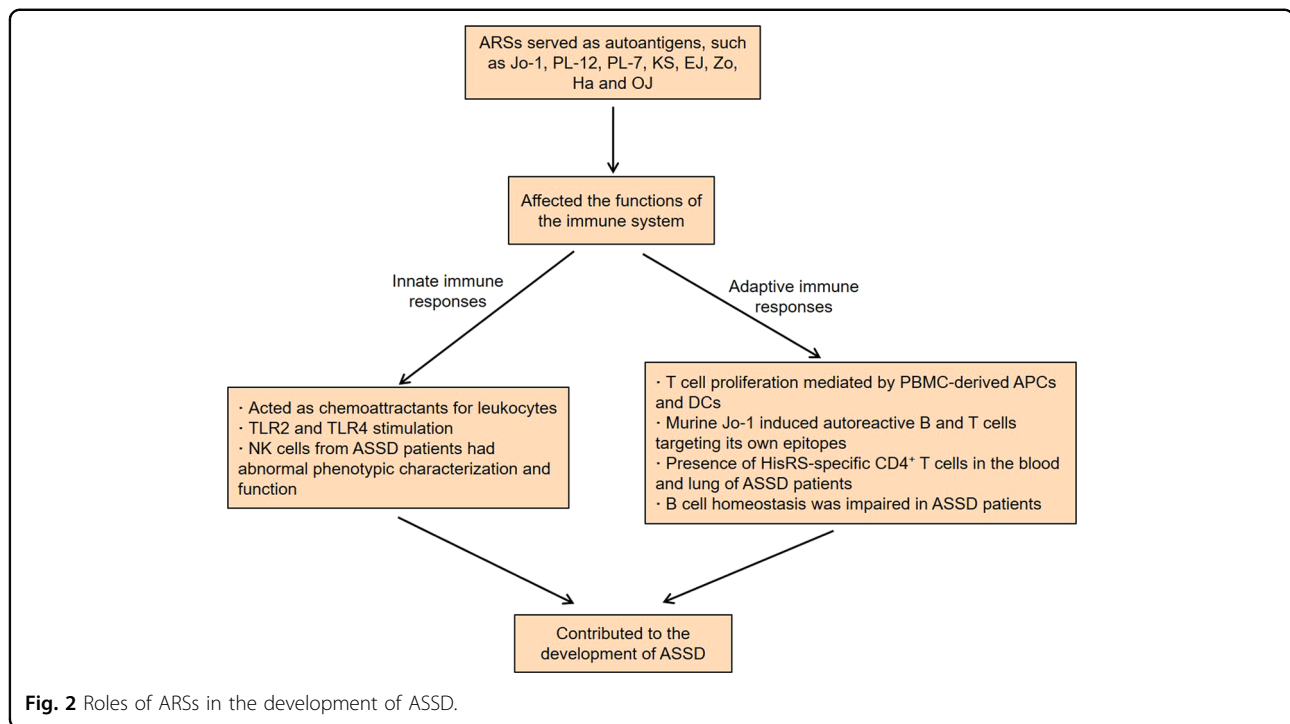 ARSs served as autoantigens, such
as Jo-1, PL-12, PL-7, KS, EJ, Zo,
Ha and OJ
Affected the functions of
the immune system
Innate immune
responses
Adaptive immune
responses
· Acted as chemoattractants for leukocytes
· TLR2 and TLR4 stimulation
· NK cells from ASSD patients had
abnormal phenotypic characterization and
function
· T cell proliferation mediated by PBMC-derived APCs
and DCs
· Murine Jo-1 induced autoreactive B and T cells
targeting its own epitopes
· Presence of HisRS-specific CD4⁺ T cells in the blood
and lung of ASSD patients
· B cell homeostasis was impaired in ASSD patients
Contributed to the
development of ASSD
Fig. 2 Roles of ARSs in the development of ASSD.